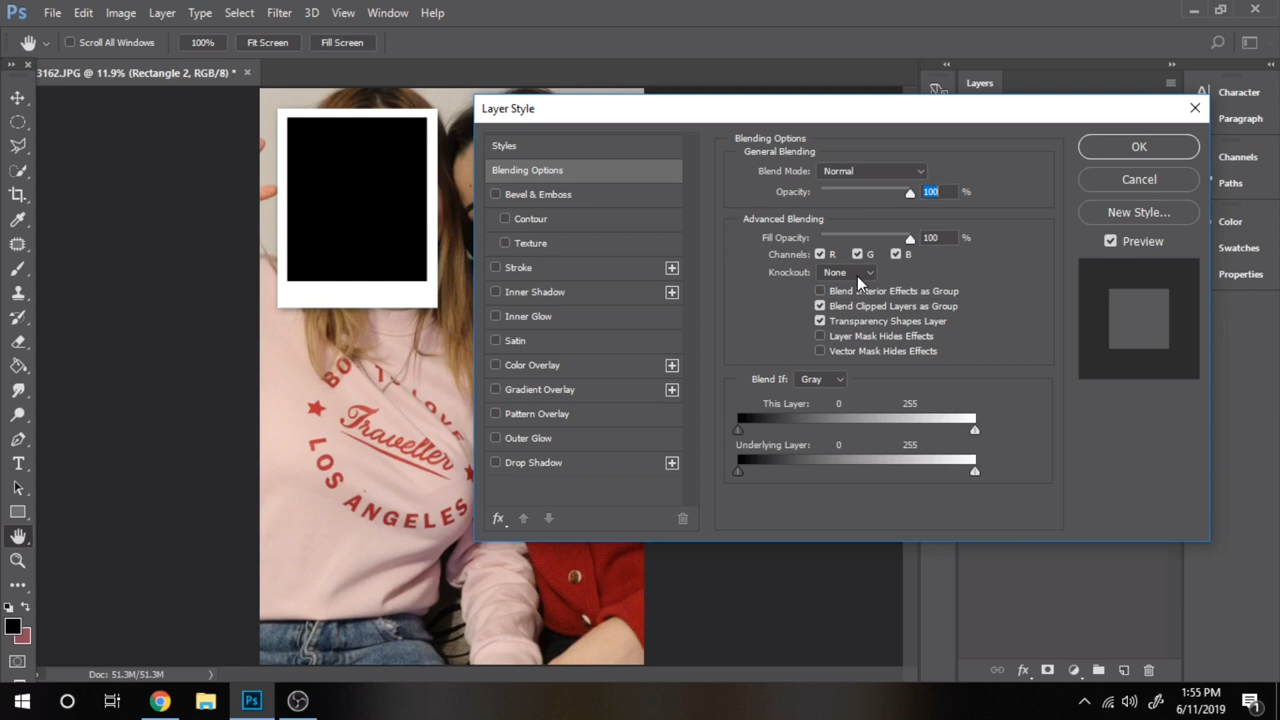 Ps File Edit Image Layer Type Select Filter 3D View Window Help
Scroll All Windows 100% Fit Screen Fill Screen
3162.JPG @ 11.9% (Rectangle 2, RGB/8) * ×
Layers
Character
Paragraph
Channels
Paths
Color
Swatches
Properties
Layer Style
Styles
Blending Options
Bevel & Emboss
Contour
Texture
Stroke
Inner Shadow
Inner Glow
Satin
Color Overlay
Gradient Overlay
Pattern Overlay
Outer Glow
Drop Shadow
fx
Blending Options
General Blending
Blend Mode: Normal
Opacity: 100 %
Advanced Blending
Fill Opacity: 100 %
Channels: R G B
Knockout: None
Blend Interior Effects as Group
Blend Clipped Layers as Group
Transparency Shapes Layer
Layer Mask Hides Effects
Vector Mask Hides Effects
Blend If: Gray
This Layer: 0 255
Underlying Layer: 0 255
OK
Cancel
New Style...
Preview
Traveller
LOS ANGELES
fx
Doc: 51.3M/51.3M
Ps
1:55 PM
6/11/2019
1